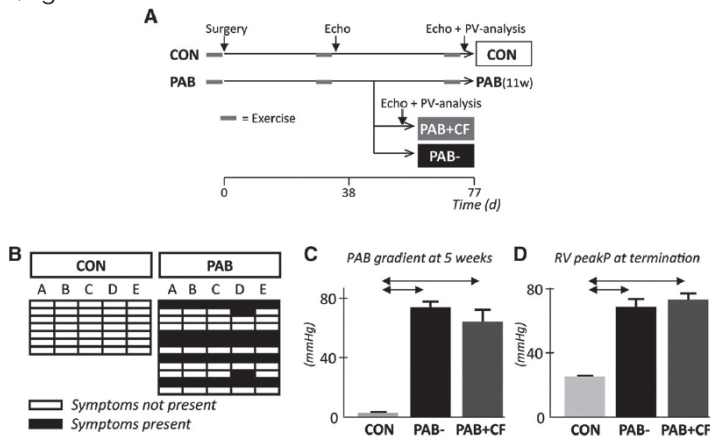 A
Surgery Echo Echo + PV-analysis
CON CON
PAB PAB(11w)
Echo + PV-analysis
= Exercise
PAB+CF
PAB-
0 38 77
Time (d)
B
CON PAB
A B C D E A B C D E
Symptoms not present
Symptoms present
C PAB gradient at 5 weeks
(mmHg)
80
40
0
CON PAB- PAB+CF
D RV peakP at termination
(mmHg)
80
40
0
CON PAB- PAB+CF